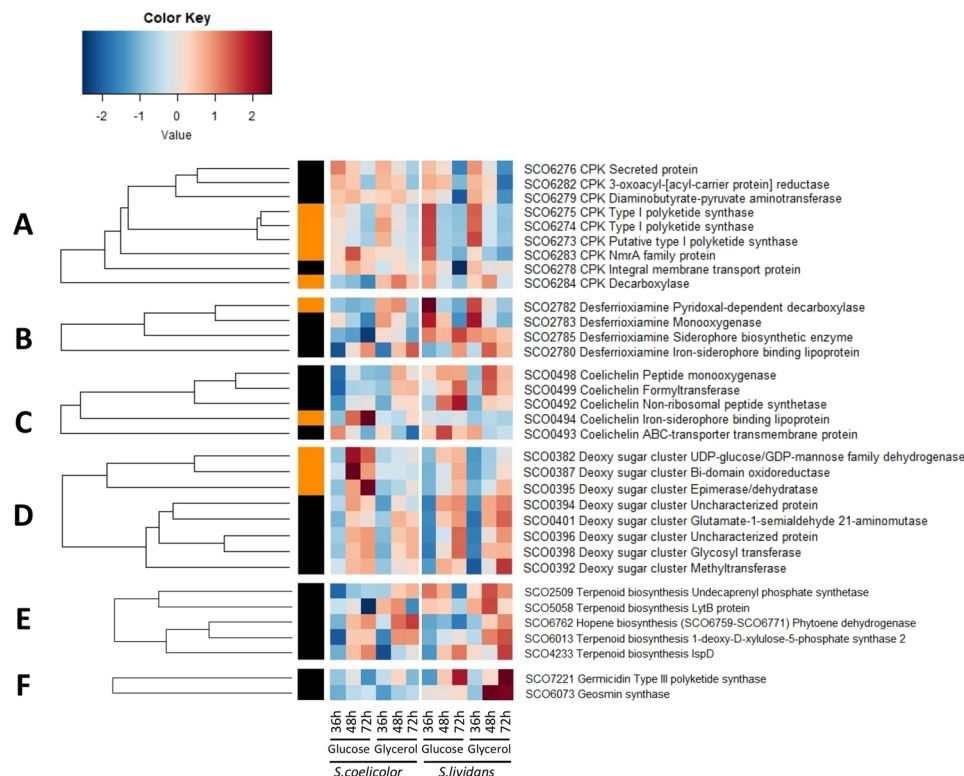 Color Key
-2 -1 0 1 2
Value
A
SCO6276 CPK Secreted protein
SCO6282 CPK 3-oxoacyl-[acyl-carrier protein] reductase
SCO6279 CPK Diaminobutyrate-pyruvate aminotransferase
SCO6275 CPK Type I polyketide synthase
SCO6274 CPK Type I polyketide synthase
SCO6273 CPK Putative type I polyketide synthase
SCO6283 CPK NmrA family protein
SCO6278 CPK Integral membrane transport protein
SCO6284 CPK Decarboxylase
B
SCO2782 Desferrioxiamine Pyridoxal-dependent decarboxylase
SCO2783 Desferrioxiamine Monooxygenase
SCO2785 Desferrioxiamine Siderophore biosynthetic enzyme
SCO2780 Desferrioxiamine Iron-siderophore binding lipoprotein
C
SCO0498 Coelichelin Peptide monooxygenase
SCO0499 Coelichelin Formyltransferase
SCO0492 Coelichelin Non-ribosomal peptide synthetase
SCO0494 Coelichelin Iron-siderophore binding lipoprotein
SCO0493 Coelichelin ABC-transporter transmembrane protein
D
SCO0382 Deoxy sugar cluster UDP-glucose/GDP-mannose family dehydrogenase
SCO0387 Deoxy sugar cluster Bi-domain oxidoreductase
SCO0395 Deoxy sugar cluster Epimerase/dehydratase
SCO0394 Deoxy sugar cluster Uncharacterized protein
SCO0401 Deoxy sugar cluster Glutamate-1-semialdehyde 21-aminomutase
SCO0396 Deoxy sugar cluster Uncharacterized protein
SCO0398 Deoxy sugar cluster Glycosyl transferase
SCO0392 Deoxy sugar cluster Methyltransferase
E
SCO2509 Terpenoid biosynthesis Undecaprenyl phosphate synthetase
SCO5058 Terpenoid biosynthesis LytB protein
SCO6762 Hopene biosynthesis (SCO6759-SCO6771) Phytoene dehydrogenase
SCO6013 Terpenoid biosynthesis 1-deoxy-D-xylulose-5-phosphate synthase 2
SCO4233 Terpenoid biosynthesis IspD
F
SCO7221 Germicidin Type III polyketide synthase
SCO6073 Geosmin synthase
36h 48h 72h 36h 48h 72h 36h 48h 72h 36h 48h 72h
Glucose Glycerol Glucose Glycerol
S.coelicolor S.lividans